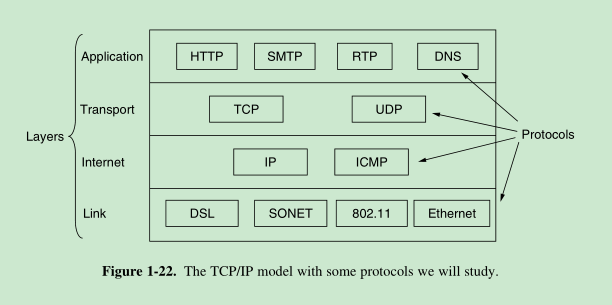 Application HTTP SMTP RTP DNS
Transport TCP UDP
Layers Protocols
Internet IP ICMP
Link DSL SONET 802.11 Ethernet
Figure 1-22. The TCP/IP model with some protocols we will study.